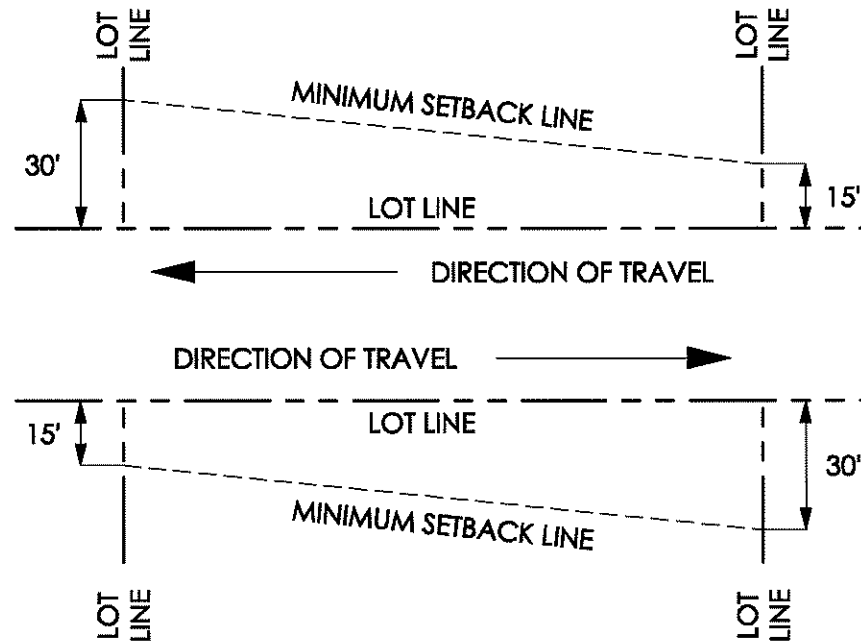 LOT
LINE
LOT
LINE
MINIMUM SETBACK LINE
30'
15'
LOT LINE
DIRECTION OF TRAVEL
DIRECTION OF TRAVEL
LOT LINE
15'
30'
MINIMUM SETBACK LINE
LOT
LINE
LOT
LINE